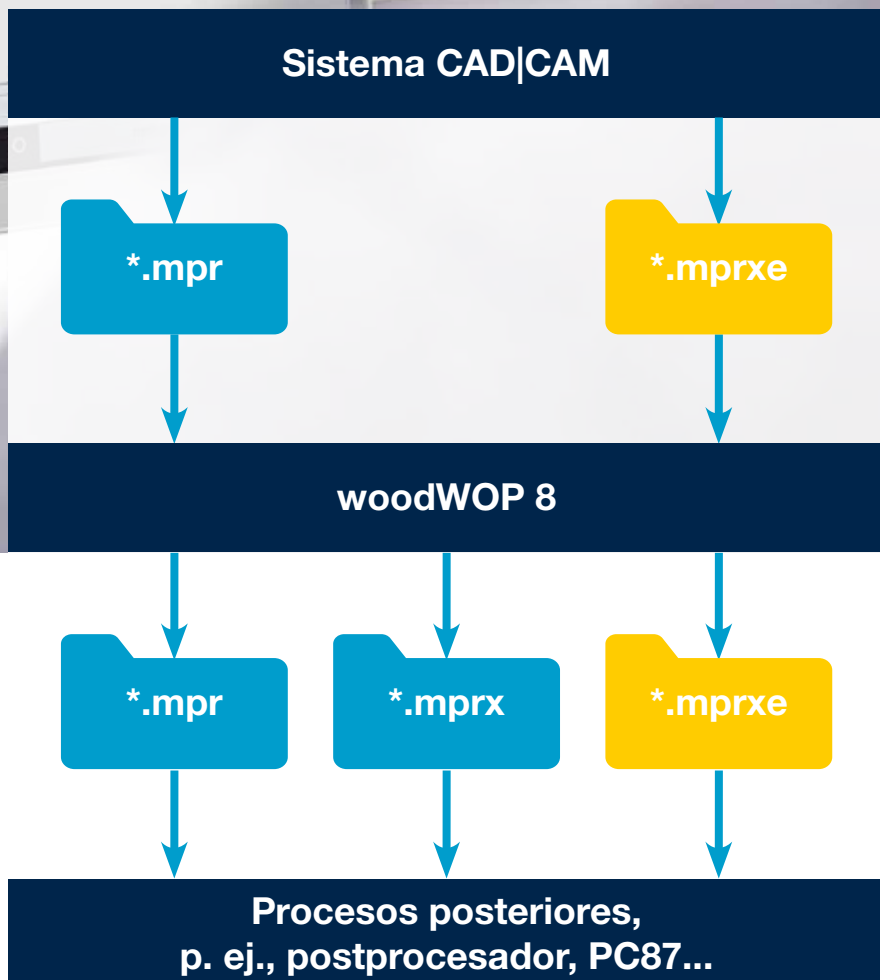 Sistema CAD|CAM
*.mpr
*.mprxe
woodWOP 8
*.mpr
*.mprx
*.mprxe
Procesos posteriores,
p. ej., postprocesador, PC87...